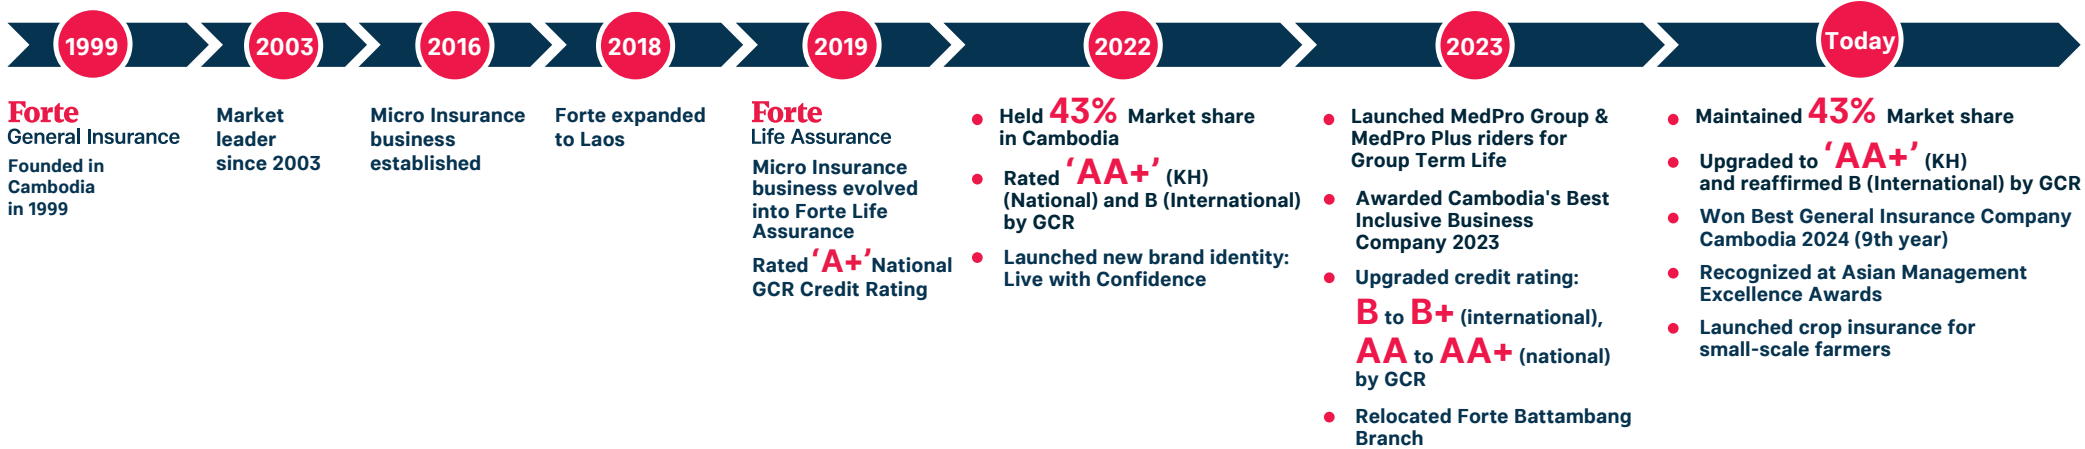 1999
Forte
General Insurance
Founded in
Cambodia
in 1999
2003
Market
leader
since 2003
2016
Micro Insurance
business
established
2018
Forte expanded
to Laos
2019
Forte
Life Assurance
Micro Insurance
business evolved
into Forte Life
Assurance
Rated ‘A+’ National
GCR Credit Rating
2022
Held 43% Market share
in Cambodia
Rated ‘AA+’ (KH)
(National) and B (International)
by GCR
Launched new brand identity:
Live with Confidence
2023
Launched MedPro Group &
MedPro Plus riders for
Group Term Life
Awarded Cambodia's Best
Inclusive Business
Company 2023
Upgraded credit rating:
B to B+ (international),
AA to AA+ (national)
by GCR
Relocated Forte Battambang
Branch
Today
Maintained 43% Market share
Upgraded to ‘AA+’ (KH)
and reaffirmed B (International) by GCR
Won Best General Insurance Company
Cambodia 2024 (9th year)
Recognized at Asian Management
Excellence Awards
Launched crop insurance for
small-scale farmers